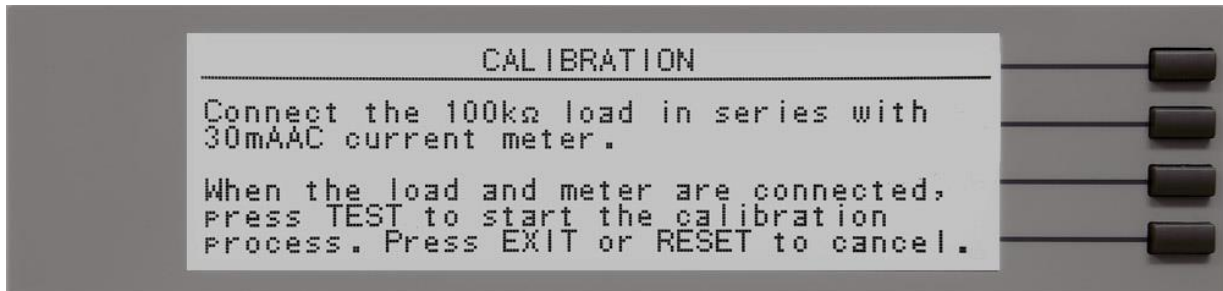 CALIBRATION
Connect the 100kΩ load in series with
30mAAC current meter.
When the load and meter are connected,
press TEST to start the calibration
process. Press EXIT or RESET to cancel.